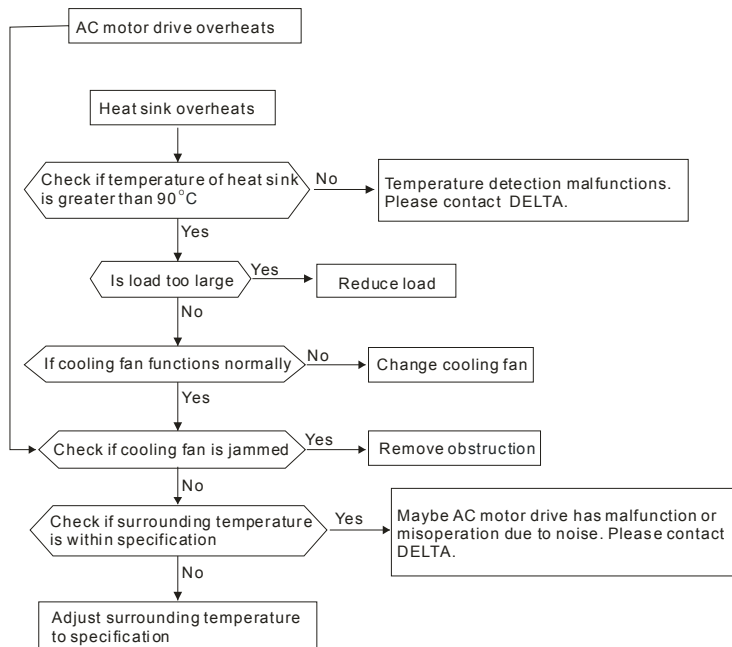 AC motor drive overheats
Heat sink overheats
Check if temperature of heat sink
is greater than 90°C
No
Temperature detection malfunctions.
Please contact DELTA.
Yes
Is load too large
Yes
Reduce load
No
If cooling fan functions normally
No
Change cooling fan
Yes
Check if cooling fan is jammed
Yes
Remove obstruction
No
Check if surrounding temperature
is within specification
Yes
Maybe AC motor drive has malfunction or
misoperation due to noise. Please contact
DELTA.
No
Adjust surrounding temperature
to specification